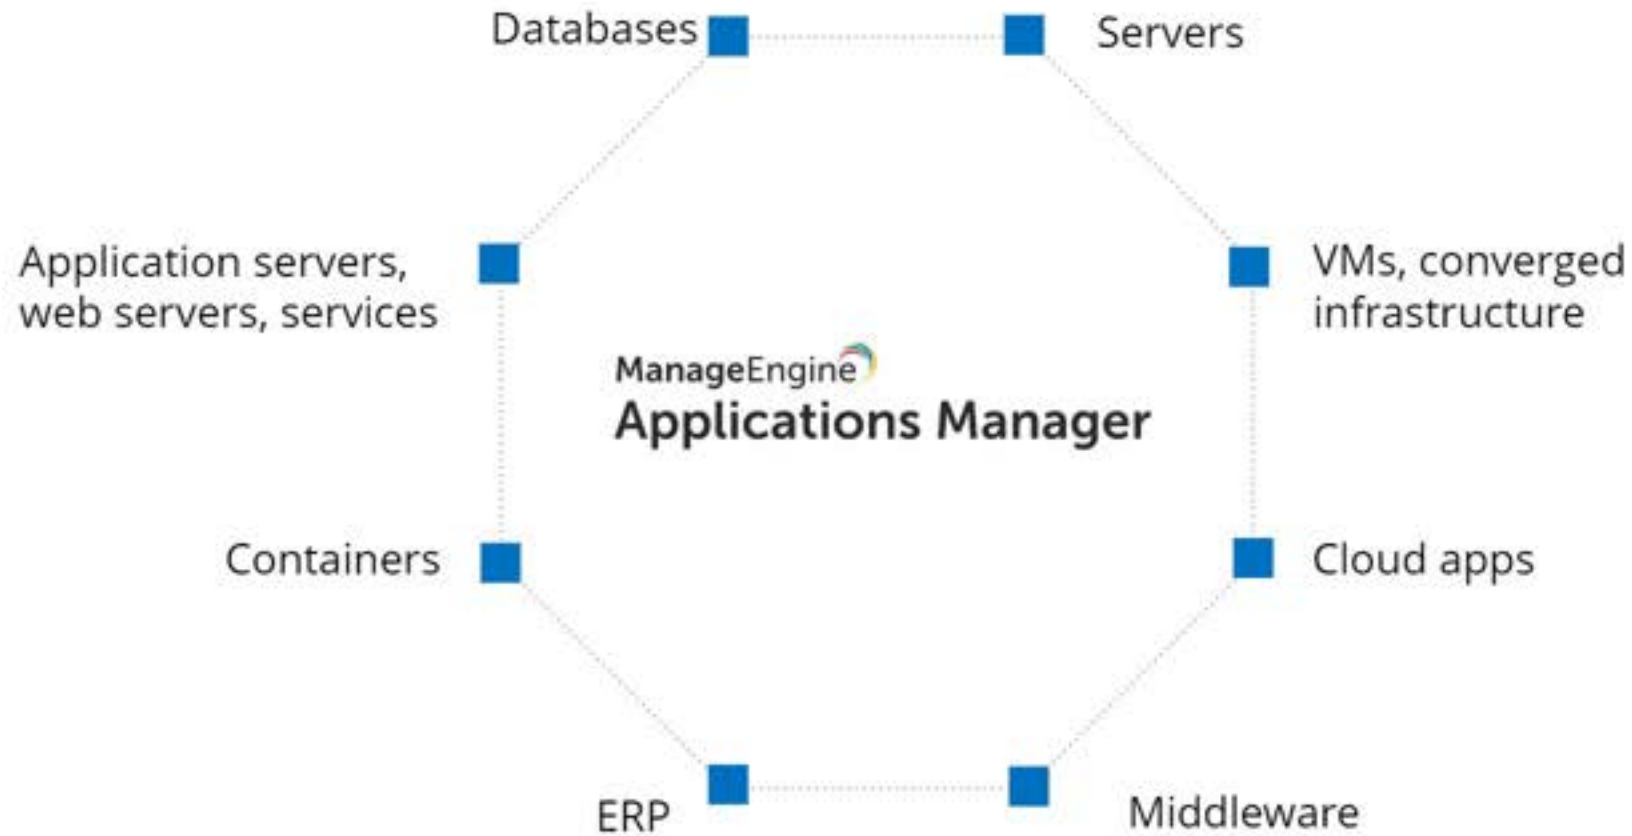 Databases
Servers
Application servers,
web servers, services
VMs, converged
infrastructure
ManageEngine
Applications Manager
Containers
Cloud apps
ERP
Middleware